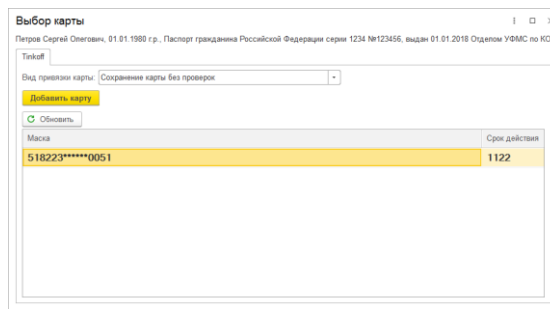 Выбор карты
Петров Сергей Олегович, 01.01.1980 г.р., Паспорт гражданина Российской Федерации серии 1234 №123456, выдан 01.01.2018 Отделом УФМС по КО
Tinkoff
Вид привязки карты: Сохранение карты без проверок
Добавить карту
Обновить
Маска Срок действия
518223******0051 1122